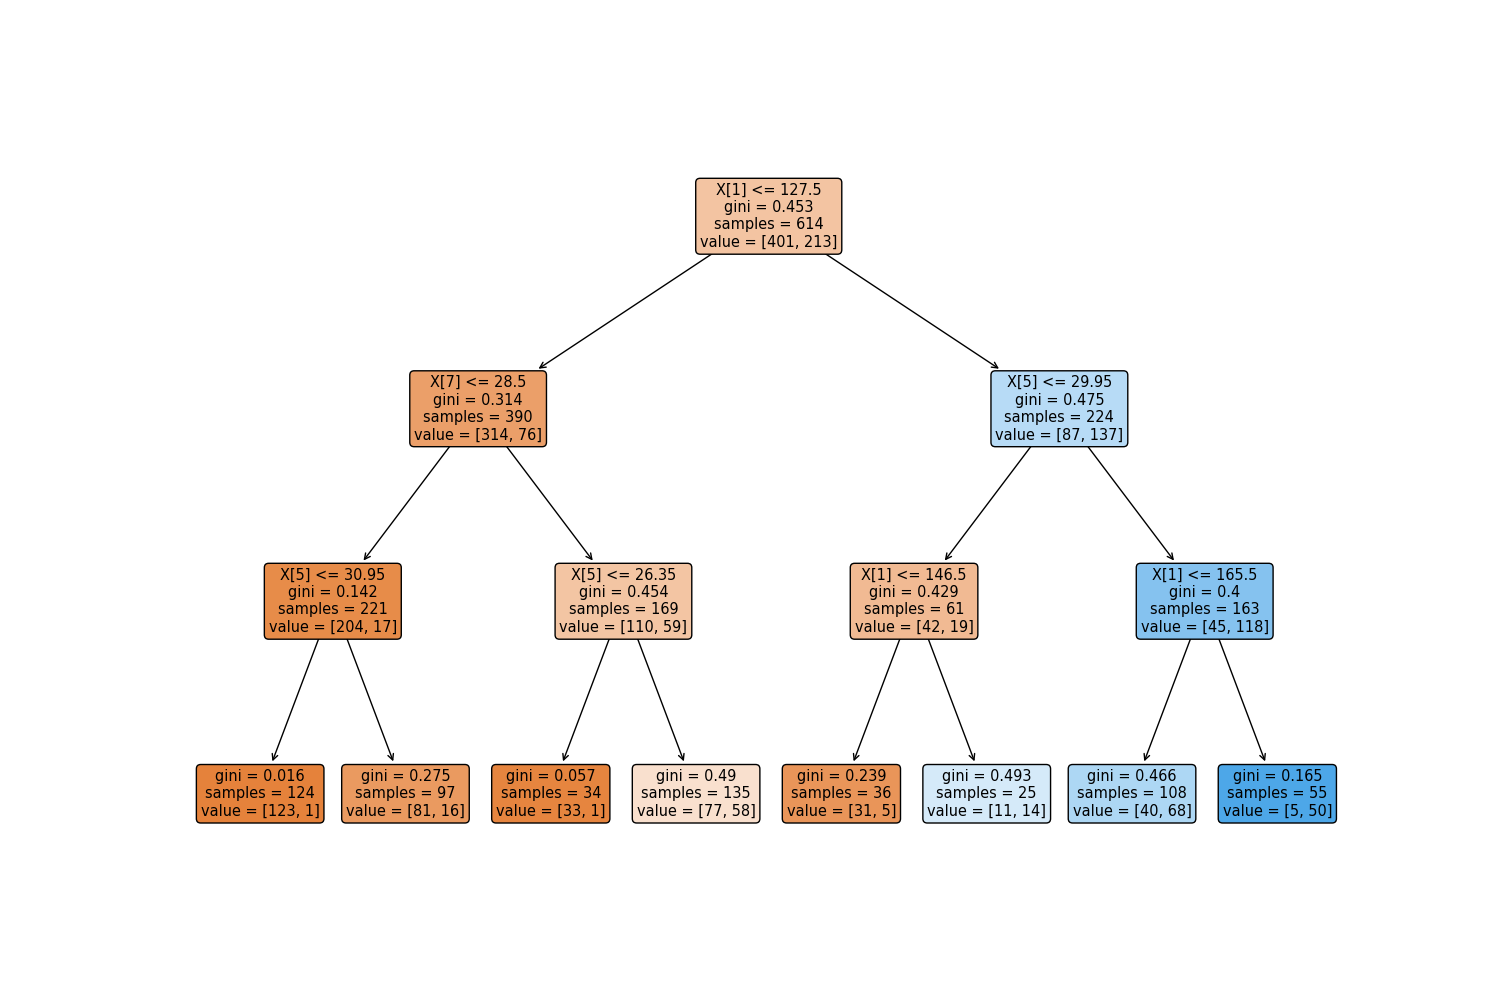 X[1] <= 127.5
gini = 0.453
samples = 614
value = [401, 213]
X[7] <= 28.5
gini = 0.314
samples = 390
value = [314, 76]
X[5] <= 29.95
gini = 0.475
samples = 224
value = [87, 137]
X[5] <= 30.95
gini = 0.142
samples = 221
value = [204, 17]
X[5] <= 26.35
gini = 0.454
samples = 169
value = [110, 59]
X[1] <= 146.5
gini = 0.429
samples = 61
value = [42, 19]
X[1] <= 165.5
gini = 0.4
samples = 163
value = [45, 118]
gini = 0.016
samples = 124
value = [123, 1]
gini = 0.275
samples = 97
value = [81, 16]
gini = 0.057
samples = 34
value = [33, 1]
gini = 0.49
samples = 135
value = [77, 58]
gini = 0.239
samples = 36
value = [31, 5]
gini = 0.493
samples = 25
value = [11, 14]
gini = 0.466
samples = 108
value = [40, 68]
gini = 0.165
samples = 55
value = [5, 50]